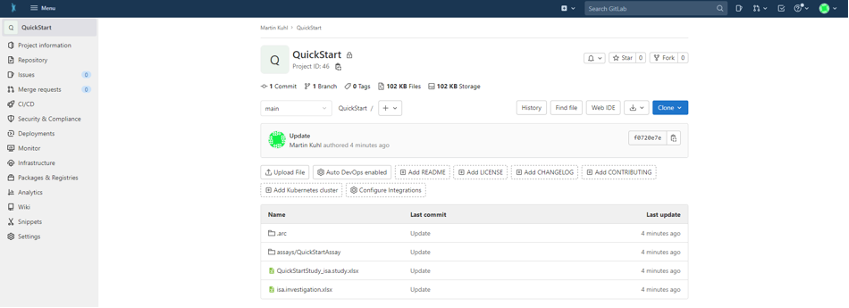 Menu
Search GitLab
Q QuickStart
Project information
Repository
Issues 0
Merge requests 0
CI/CD
Security & Compliance
Deployments
Monitor
Infrastructure
Packages & Registries
Analytics
Wiki
Snippets
Settings
Martin Kuhl > QuickStart
Q
QuickStart
Project ID: 46
1 Commit 1 Branch 0 Tags 102 KB Files 102 KB Storage
Star 0 Fork 0
main QuickStart / + History Find file Web IDE Clone
Update
Martin Kuhl authored 4 minutes ago
f0720e7e
Upload File Auto DevOps enabled Add README Add LICENSE Add CHANGELOG Add CONTRIBUTING
Add Kubernetes cluster Configure Integrations
Name Last commit Last update
.arc Update 4 minutes ago
assays/QuickStartAssay Update 4 minutes ago
QuickStartStudy_isa.study.xlsx Update 4 minutes ago
isa.investigation.xlsx Update 4 minutes ago